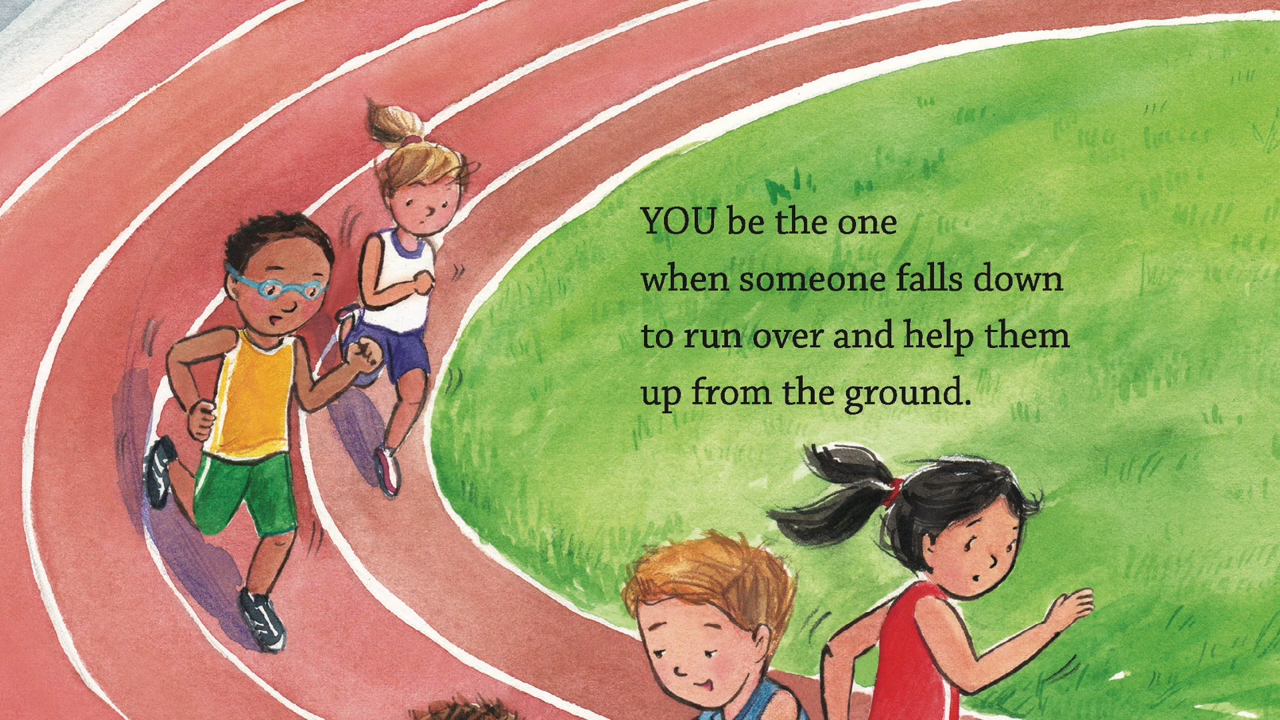 YOU be the one
when someone falls down
to run over and help them
up from the ground.